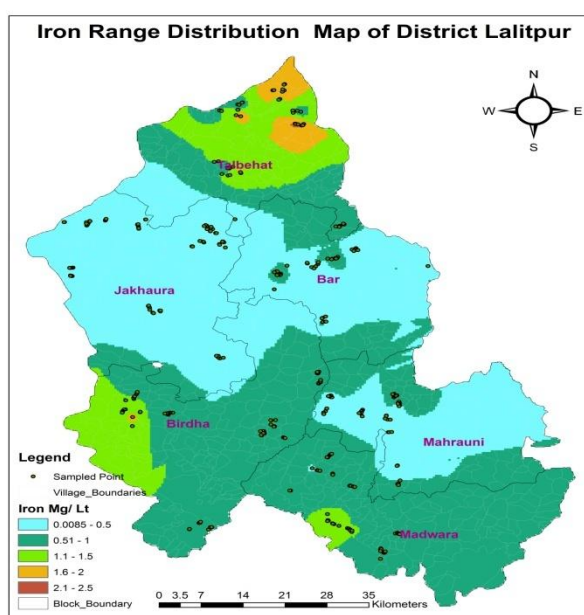 Iron Range Distribution Map of District Lalitpur
N
W E
S
Talbehat
Jakhaura
Bar
Birdha
Mahrauni
Madwara
Legend
Sampled Point
Village_Boundaries
Iron Mg/ Lt
0.0085 - 0.5
0.51 - 1
1.1 - 1.5
1.6 - 2
2.1 - 2.5
Block_Boundary
0 3.5 7 14 21 28 35
Kilometers